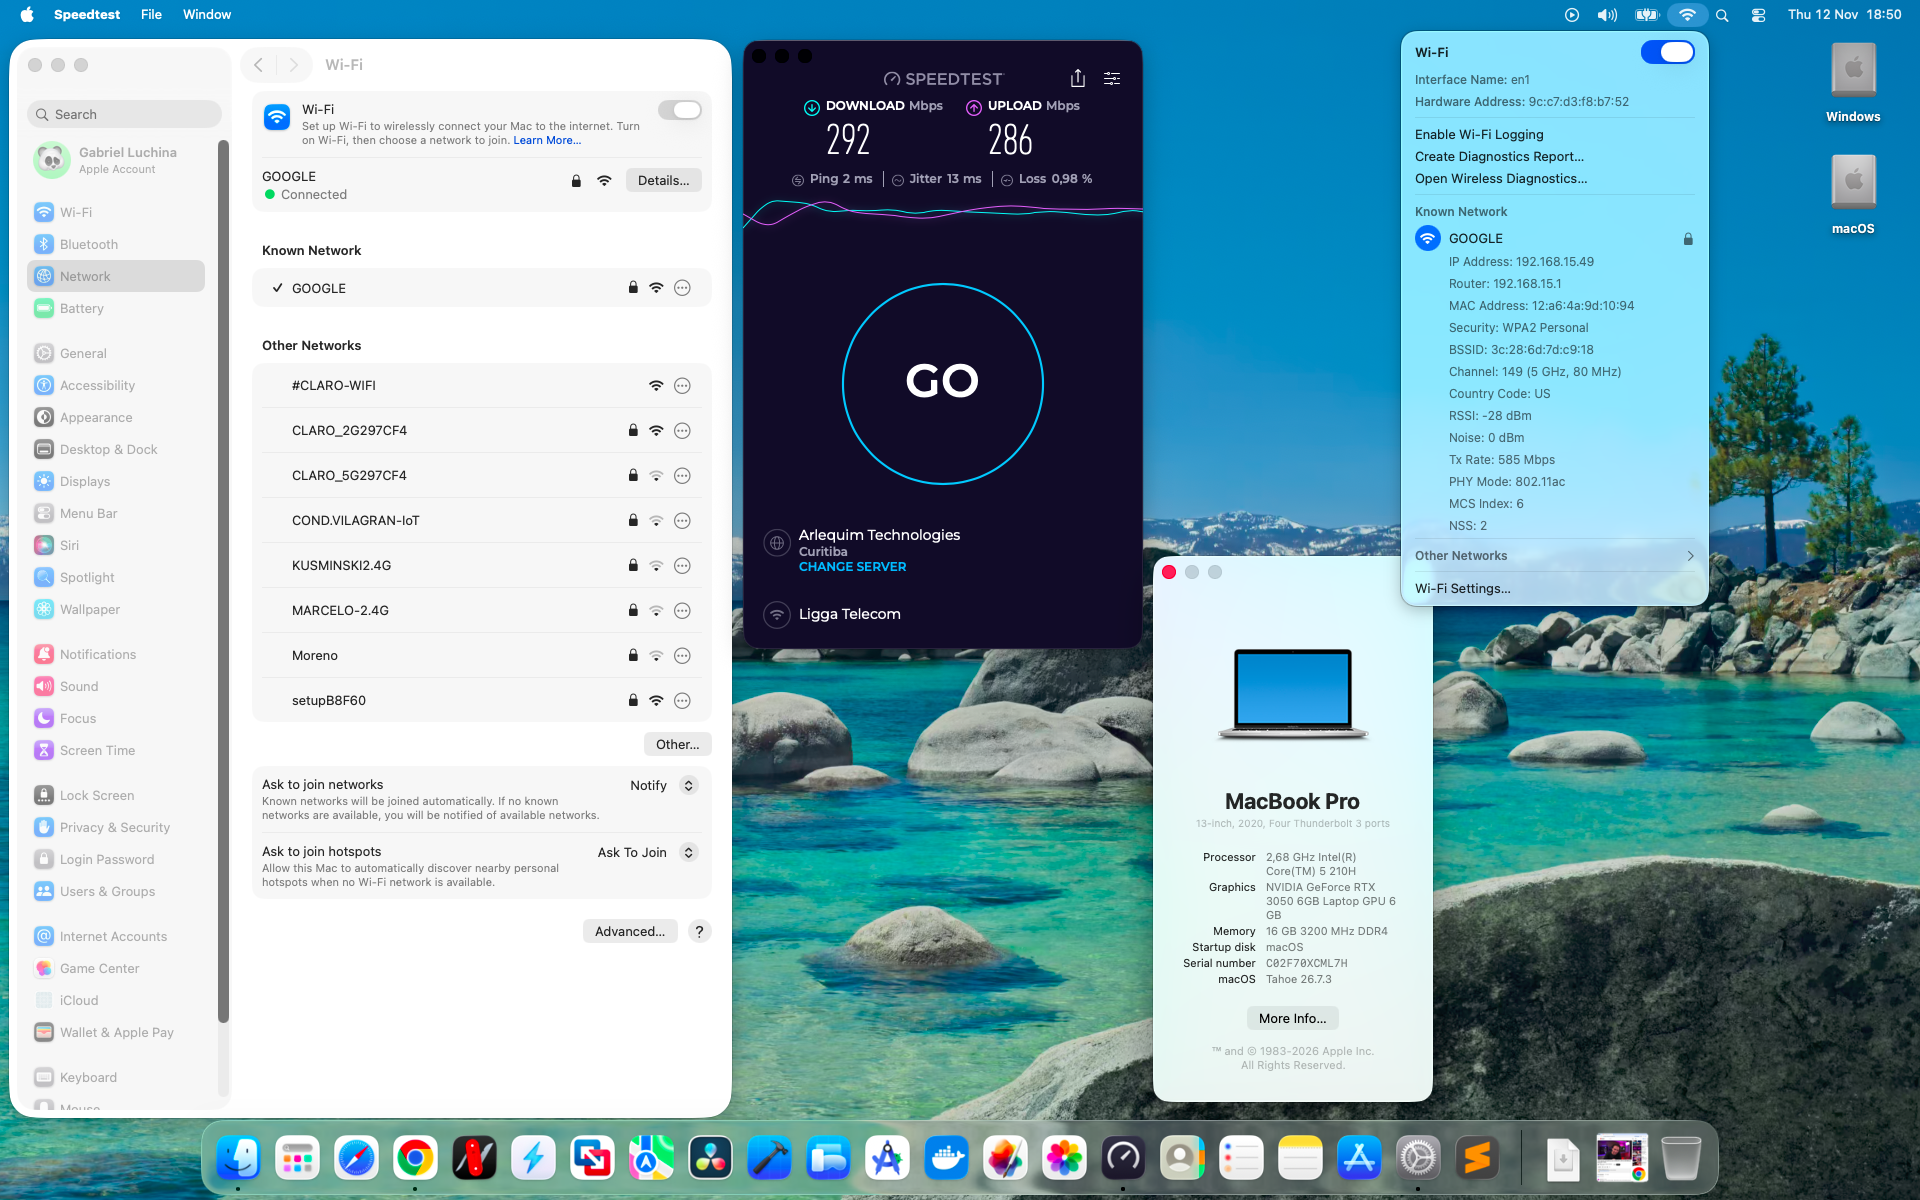 Speedtest File Window
Thu 12 Nov 18:50
Search
Gabriel Luchina
Apple Account
Wi-Fi
Bluetooth
Network
Battery
General
Accessibility
Appearance
Desktop & Dock
Displays
Menu Bar
Siri
Spotlight
Wallpaper
Notifications
Sound
Focus
Screen Time
Lock Screen
Privacy & Security
Login Password
Users & Groups
Internet Accounts
Game Center
iCloud
Wallet & Apple Pay
Keyboard
Mouse
Wi-Fi
Wi-Fi
Set up Wi-Fi to wirelessly connect your Mac to the internet. Turn
on Wi-Fi, then choose a network to join. Learn More...
GOOGLE
Connected
Details...
Known Network
GOOGLE
Other Networks
#CLARO-WIFI
CLARO_2G297CF4
CLARO_5G297CF4
COND.VILAGRAN-IoT
KUSMINSKI2.4G
MARCELO-2.4G
Moreno
setupB8F60
Other...
Ask to join networks
Notify
Known networks will be joined automatically. If no known
networks are available, you will be notified of available networks.
Ask to join hotspots
Ask To Join
Allow this Mac to automatically discover nearby personal
hotspots when no Wi-Fi network is available.
Advanced...
?
SPEEDTEST
DOWNLOAD Mbps
UPLOAD Mbps
292
286
Ping 2 ms
Jitter 13 ms
Loss 0,98 %
GO
Arlequim Technologies
Curitiba
CHANGE SERVER
Ligga Telecom
Wi-Fi
Interface Name: en1
Hardware Address: 9c:c7:d3:f8:b7:52
Enable Wi-Fi Logging
Create Diagnostics Report...
Open Wireless Diagnostics...
Known Network
GOOGLE
IP Address: 192.168.15.49
Router: 192.168.15.1
MAC Address: 12:a6:4a:9d:10:94
Security: WPA2 Personal
BSSID: 3c:28:6d:7d:c9:18
Channel: 149 (5 GHz, 80 MHz)
Country Code: US
RSSI: -28 dBm
Noise: 0 dBm
Tx Rate: 585 Mbps
PHY Mode: 802.11ac
MCS Index: 6
NSS: 2
Other Networks
Wi-Fi Settings...
Windows
macOS
MacBook Pro
13-inch, 2020, Four Thunderbolt 3 ports
Processor 2,68 GHz Intel(R)
Core(TM) 5 210H
Graphics NVIDIA GeForce RTX
3050 6GB Laptop GPU 6
GB
Memory 16 GB 3200 MHz DDR4
Startup disk macOS
Serial number C02F70XCML7H
macOS Tahoe 26.7.3
More Info...
™ and © 1983-2026 Apple Inc.
All Rights Reserved.